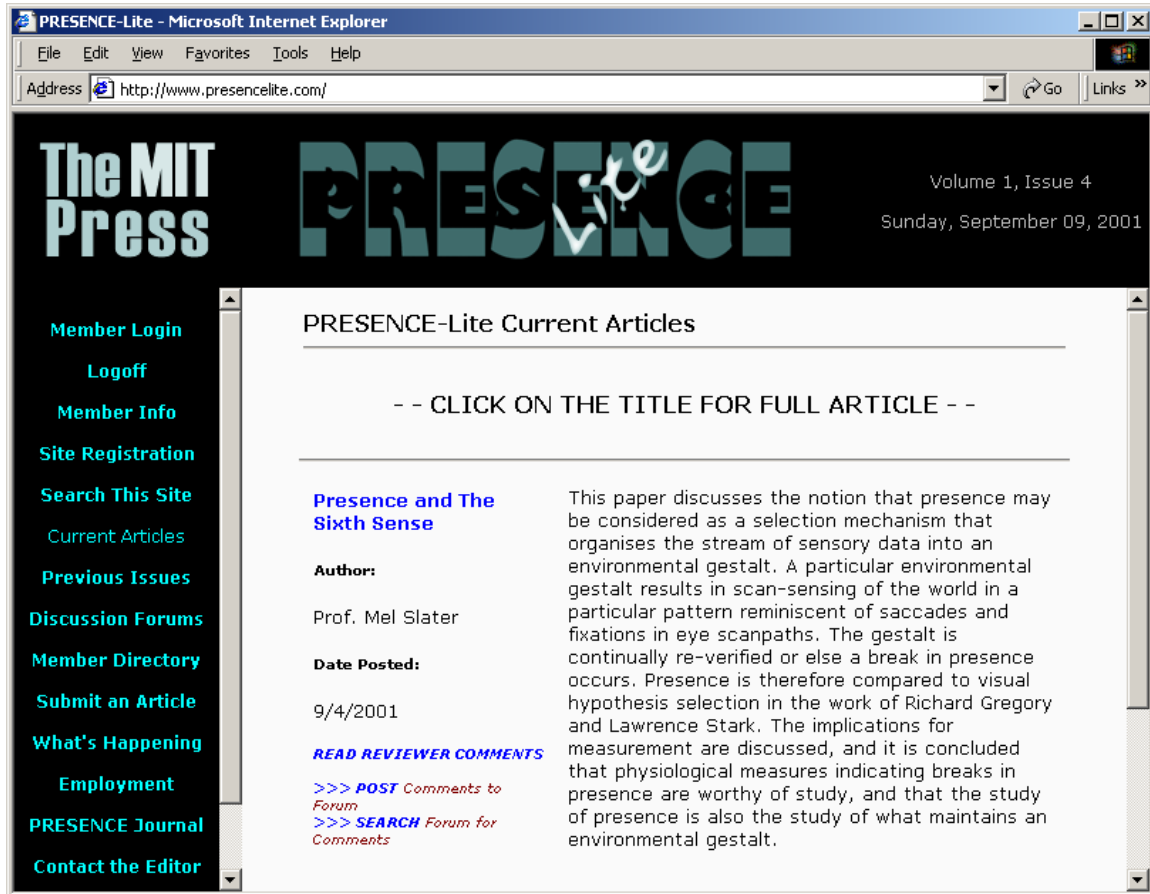 PRESENCE-Lite - Microsoft Internet Explorer
File Edit View Favorites Tools Help
Address http://www.presencelite.com/ Go Links »
The MIT
Press
PRESENCE
Lite
Volume 1, Issue 4
Sunday, September 09, 2001
Member Login
Logoff
Member Info
Site Registration
Search This Site
Current Articles
Previous Issues
Discussion Forums
Member Directory
Submit an Article
What's Happening
Employment
PRESENCE Journal
Contact the Editor
PRESENCE-Lite Current Articles
- - CLICK ON THE TITLE FOR FULL ARTICLE - -
Presence and The
Sixth Sense
Author:
Prof. Mel Slater
Date Posted:
9/4/2001
READ REVIEWER COMMENTS
>>> POST Comments to
Forum
>>> SEARCH Forum for
Comments
This paper discusses the notion that presence may
be considered as a selection mechanism that
organises the stream of sensory data into an
environmental gestalt. A particular environmental
gestalt results in scan-sensing of the world in a
particular pattern reminiscent of saccades and
fixations in eye scanpaths. The gestalt is
continually re-verified or else a break in presence
occurs. Presence is therefore compared to visual
hypothesis selection in the work of Richard Gregory
and Lawrence Stark. The implications for
measurement are discussed, and it is concluded
that physiological measures indicating breaks in
presence are worthy of study, and that the study
of presence is also the study of what maintains an
environmental gestalt.